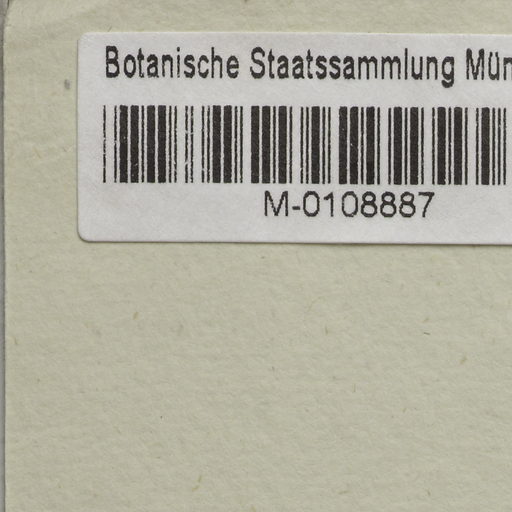 Botanische Staatssammlung Mün
M-0108887